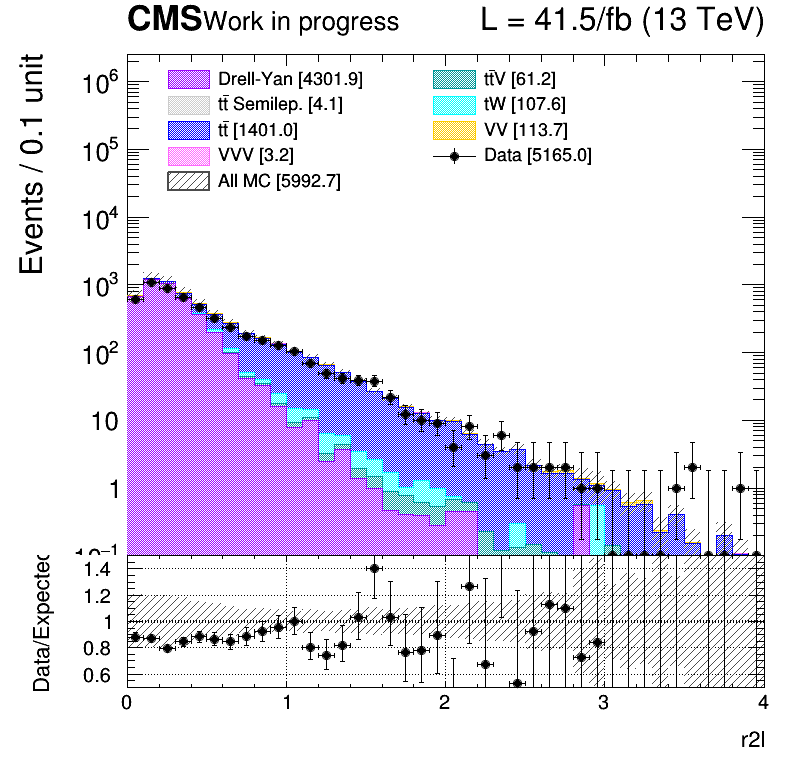 CMS Work in progress L = 41.5/fb (13 TeV)
Events / 0.1 unit
Drell-Yan [4301.9]
tt̄V [61.2]
tt̄ Semilep. [4.1]
tW [107.6]
tt̄ [1401.0]
VV [113.7]
VVV [3.2]
Data [5165.0]
All MC [5992.7]
10⁶
10⁵
10⁴
10³
10²
10
1
10⁻¹
Data/Expected
1.4
1.2
1
0.8
0.6
0 1 2 3 4
r2l